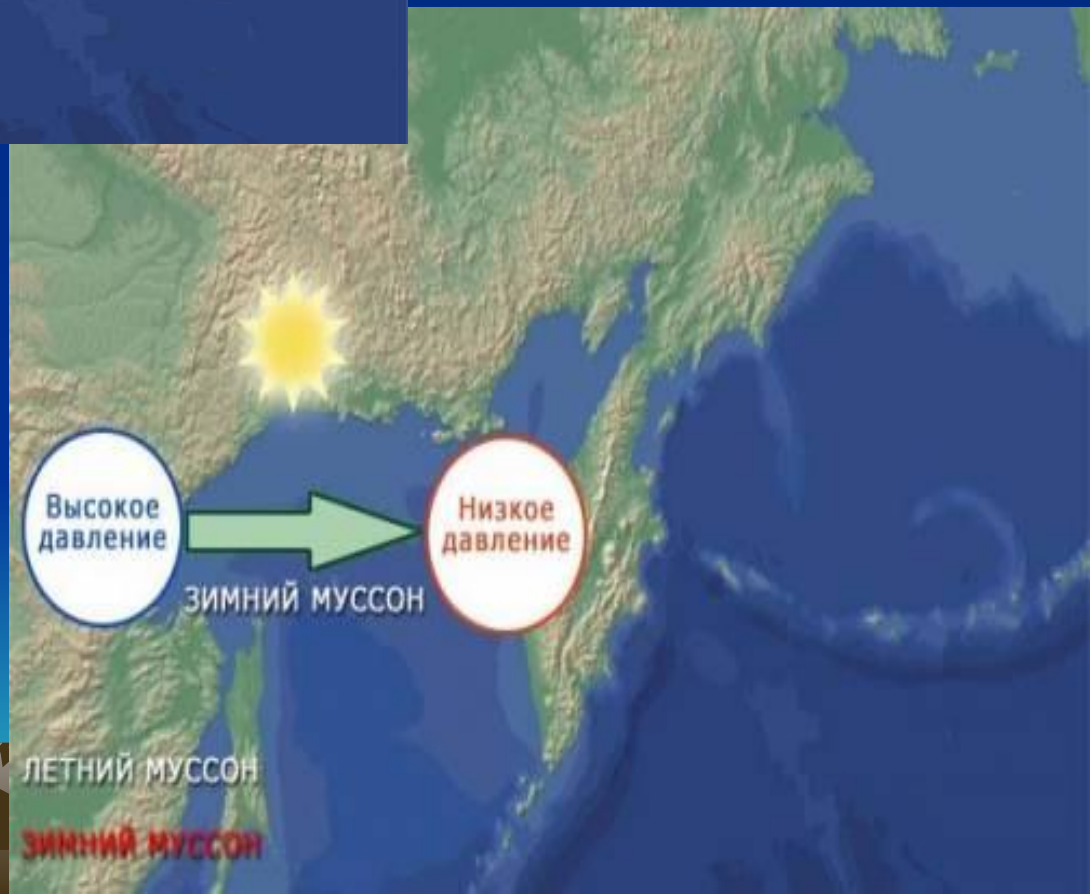 Высокое
давление
Низкое
давление
ЗИМНИЙ МУССОН
ЛЕТНИЙ МУССОН
ЗИМНИЙ МУССОН